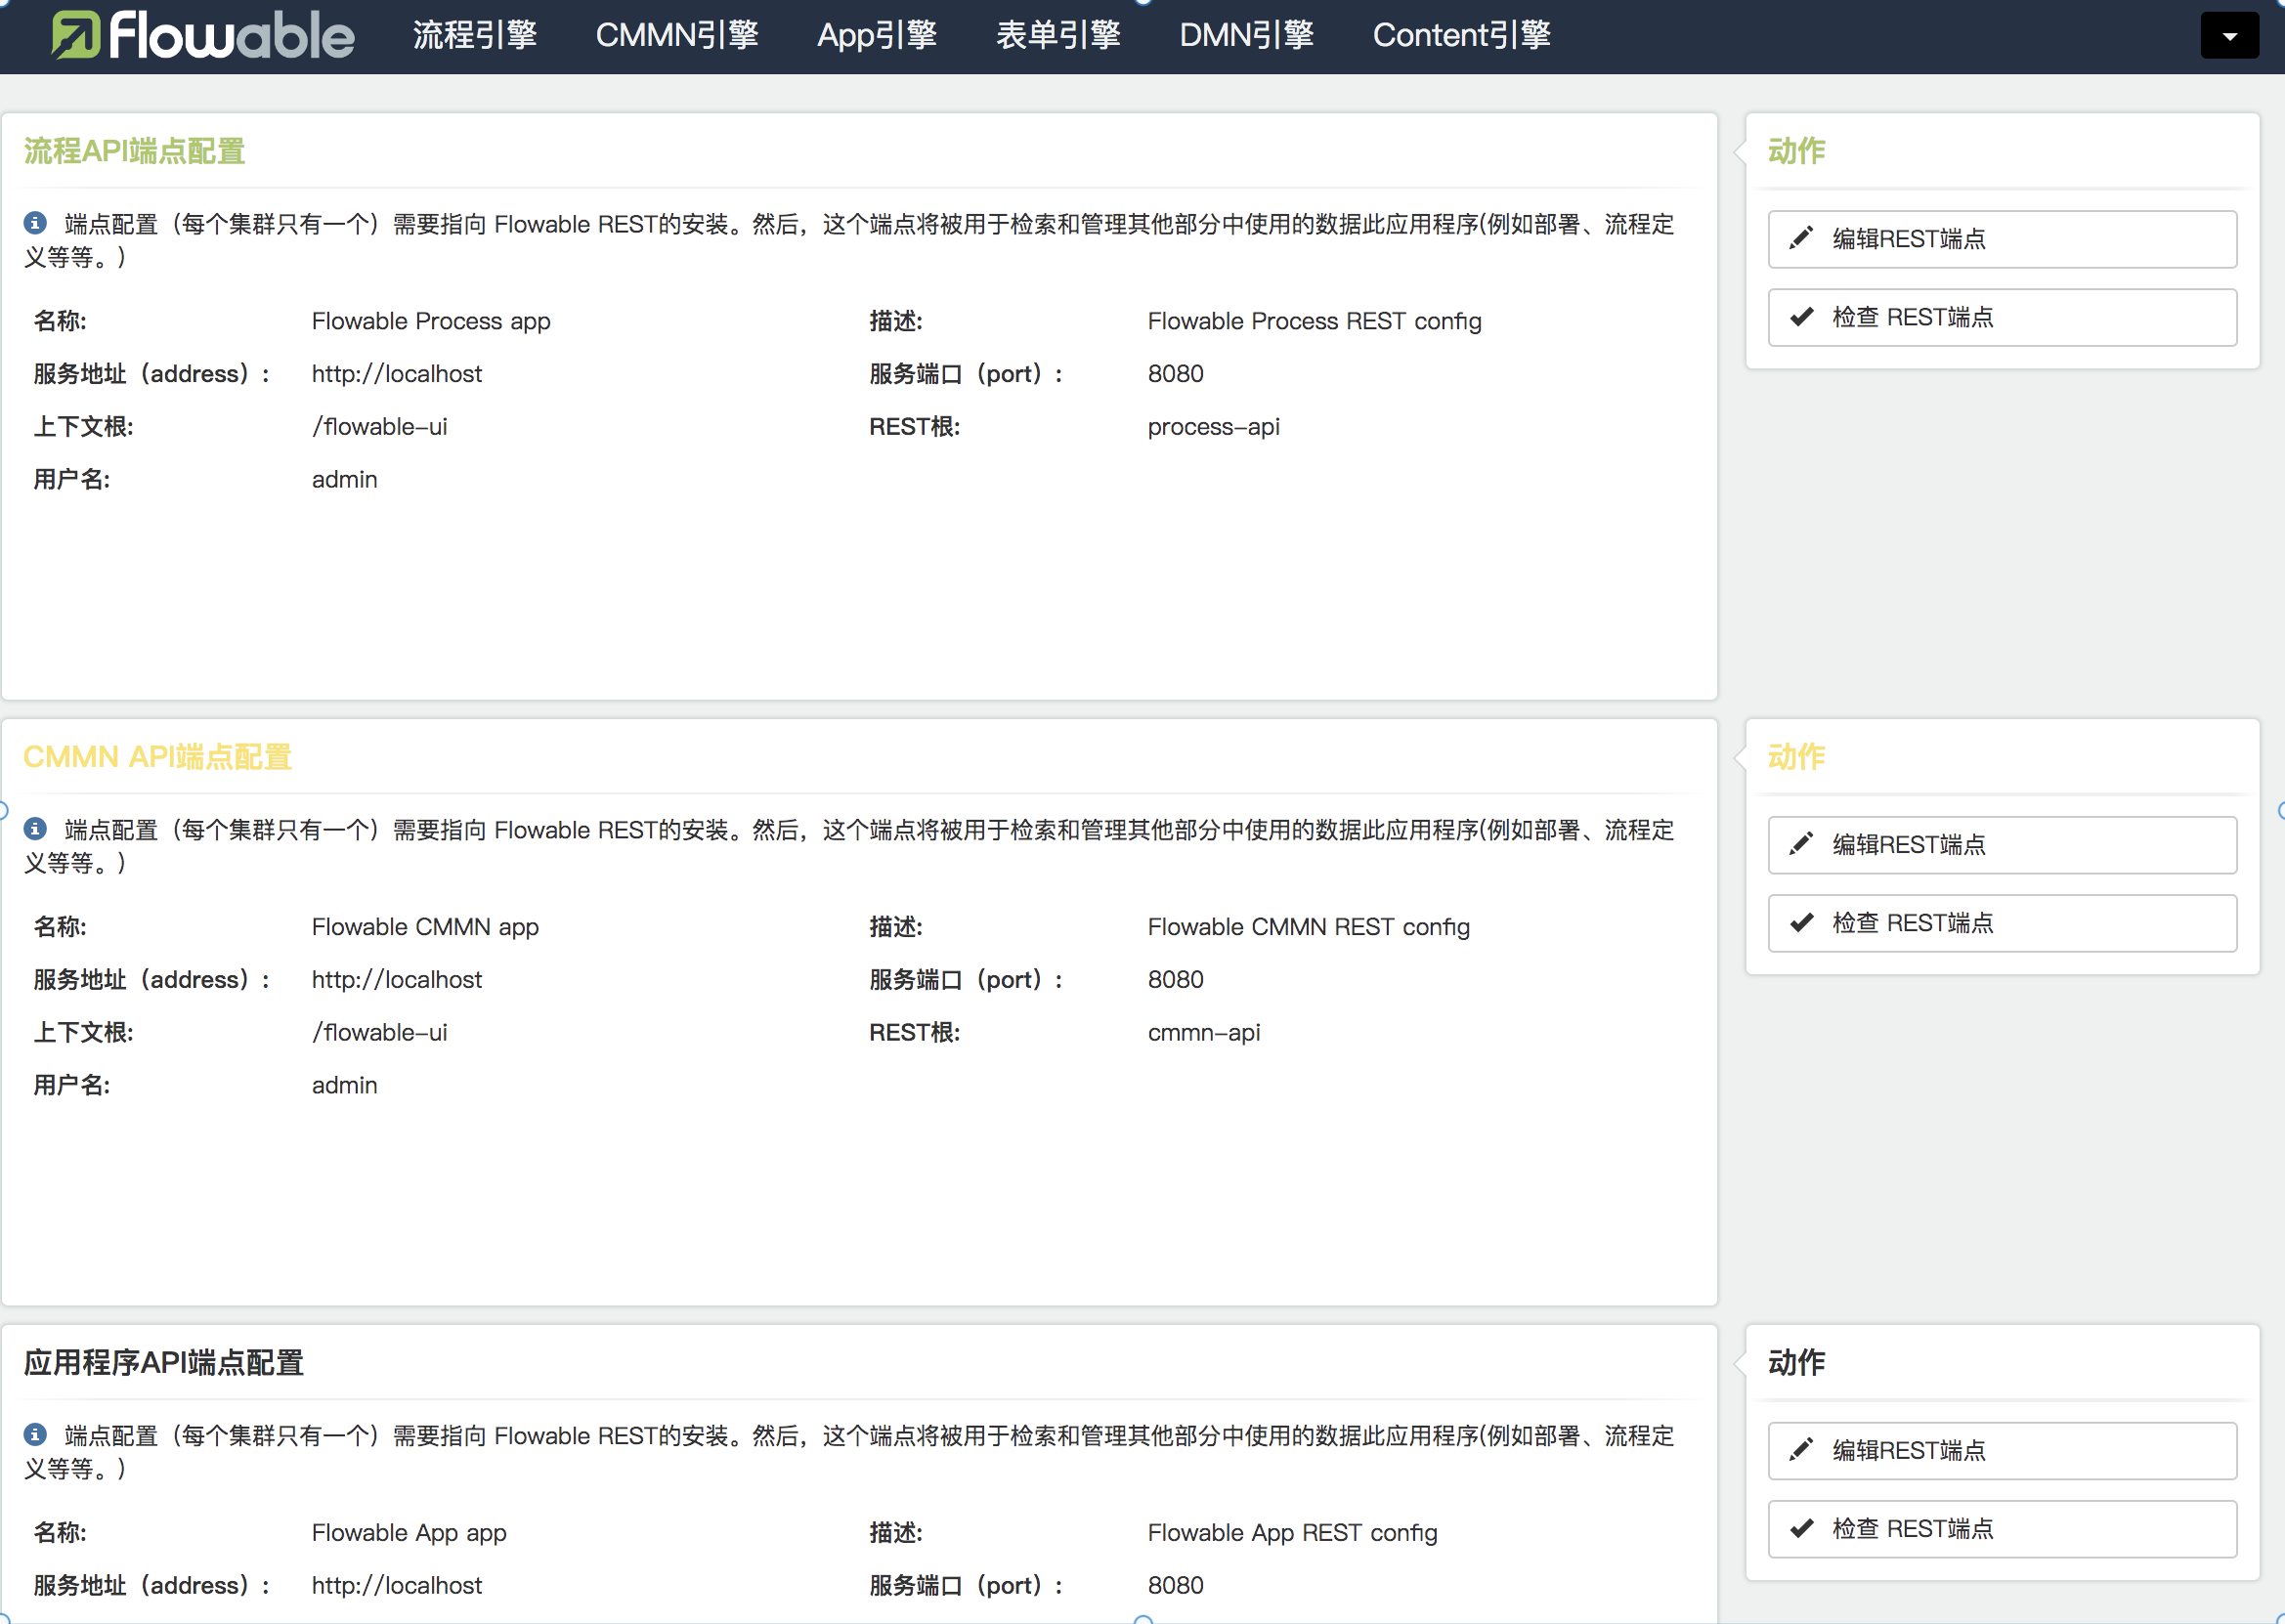 flowable 流程引擎 CMMN引擎 App引擎 表单引擎 DMN引擎 Content引擎
流程API端点配置
端点配置（每个集群只有一个）需要指向 Flowable REST的安装。然后，这个端点将被用于检索和管理其他部分中使用的数据此应用程序(例如部署、流程定
义等等。)
名称: Flowable Process app 描述: Flowable Process REST config
服务地址（address）: http://localhost 服务端口（port）: 8080
上下文根: /flowable-ui REST根: process-api
用户名: admin
动作
编辑REST端点
检查 REST端点
CMMN API端点配置
端点配置（每个集群只有一个）需要指向 Flowable REST的安装。然后，这个端点将被用于检索和管理其他部分中使用的数据此应用程序(例如部署、流程定
义等等。)
名称: Flowable CMMN app 描述: Flowable CMMN REST config
服务地址（address）: http://localhost 服务端口（port）: 8080
上下文根: /flowable-ui REST根: cmmn-api
用户名: admin
动作
编辑REST端点
检查 REST端点
应用程序API端点配置
端点配置（每个集群只有一个）需要指向 Flowable REST的安装。然后，这个端点将被用于检索和管理其他部分中使用的数据此应用程序(例如部署、流程定
义等等。)
名称: Flowable App app 描述: Flowable App REST config
服务地址（address）: http://localhost 服务端口（port）: 8080
动作
编辑REST端点
检查 REST端点